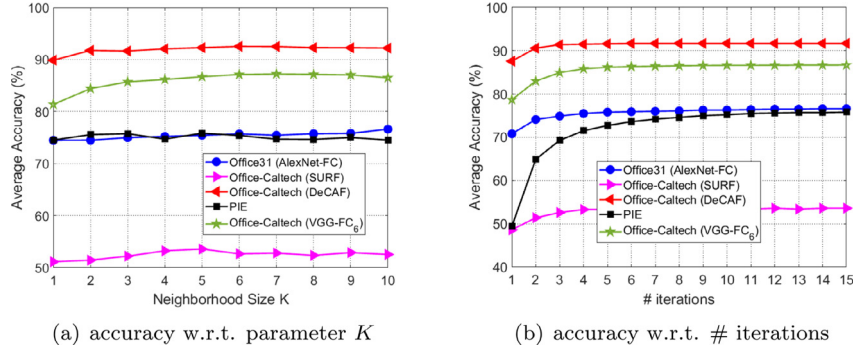 100
90
80
70
60
50
Average Accuracy (%)
1 2 3 4 5 6 7 8 9 10
Neighborhood Size K
Office31 (AlexNet-FC)
Office-Caltech (SURF)
Office-Caltech (DeCAF)
PIE
Office-Caltech (VGG-FC6)
(a) accuracy w.r.t. parameter K
100
90
80
70
60
50
40
Average Accuracy (%)
1 2 3 4 5 6 7 8 9 10 11 12 13 14 15
# iterations
Office31 (AlexNet-FC)
Office-Caltech (SURF)
Office-Caltech (DeCAF)
PIE
Office-Caltech (VGG-FC6)
(b) accuracy w.r.t. # iterations